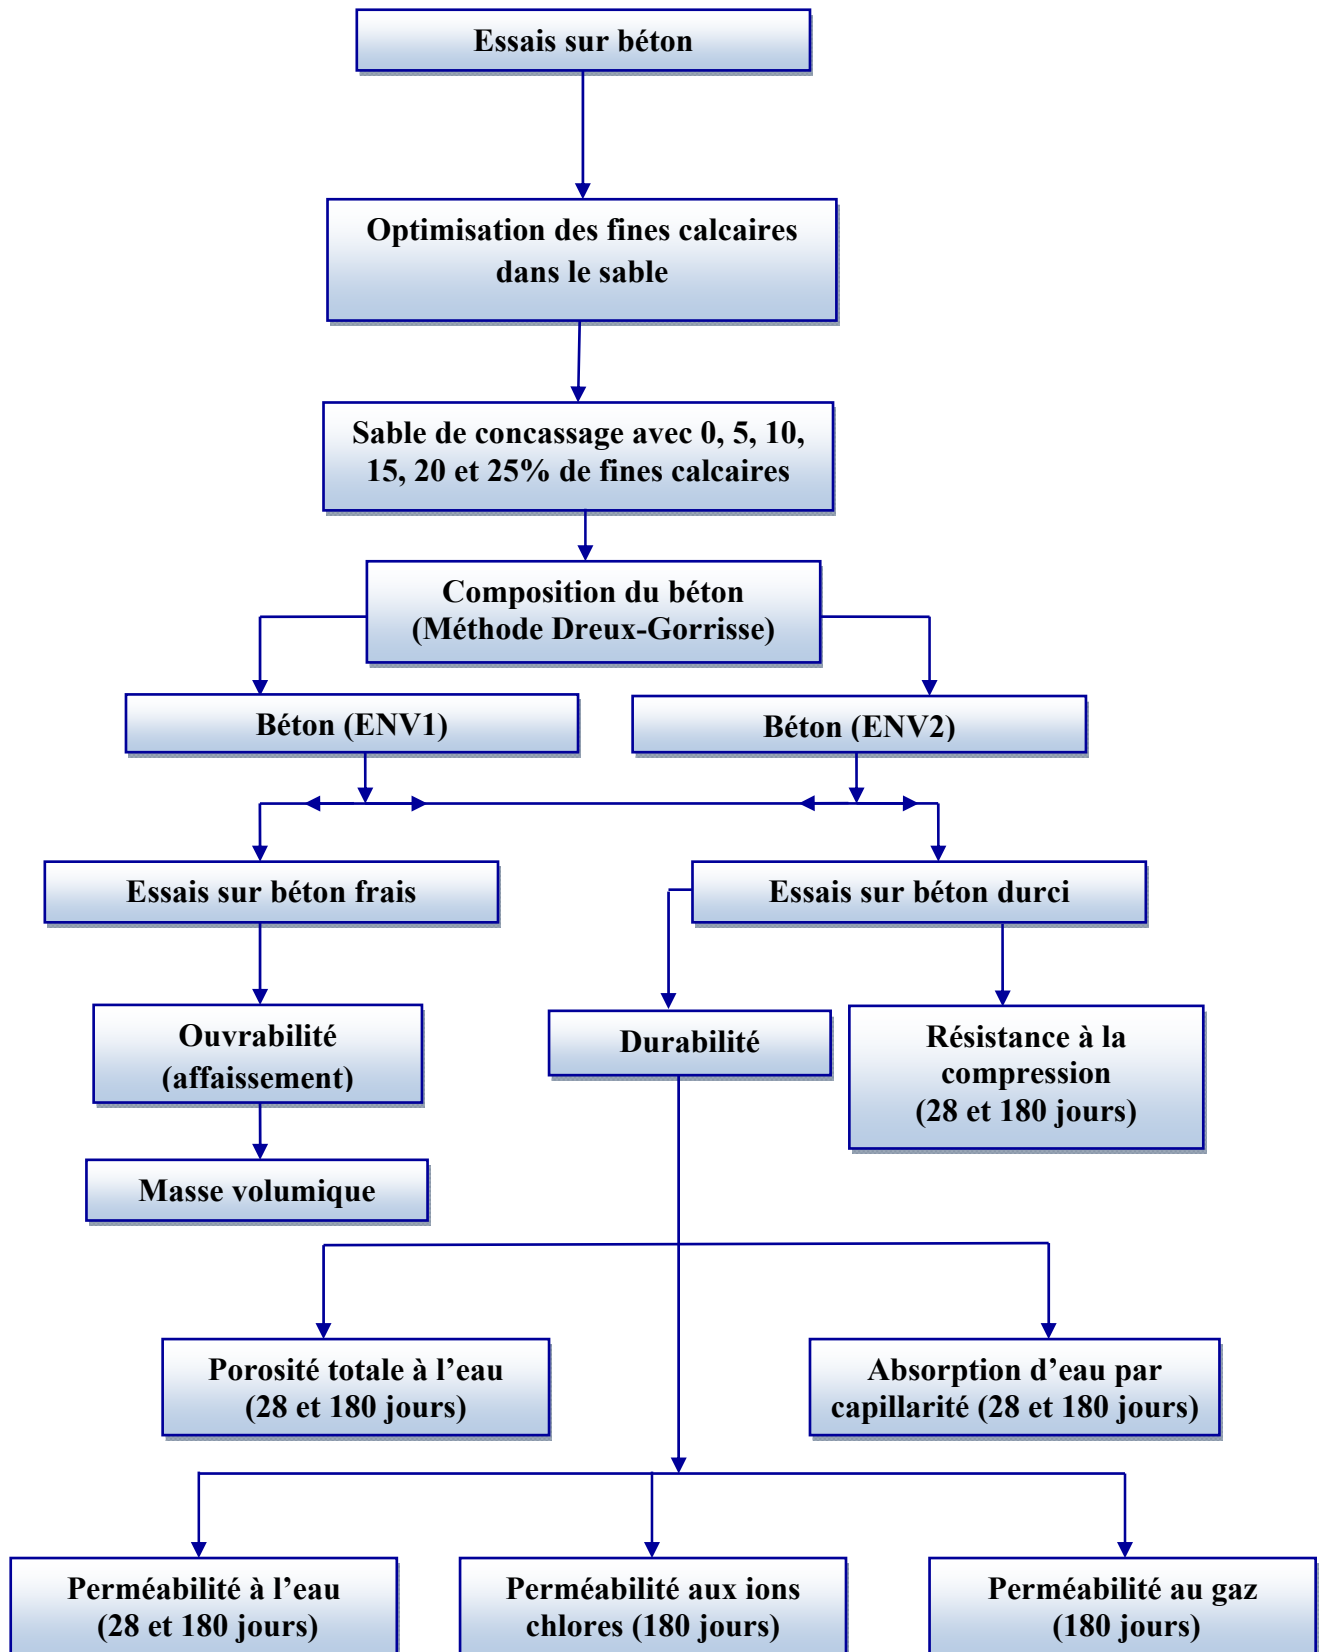 Essais sur béton
Optimisation des fines calcaires
dans le sable
Sable de concassage avec 0, 5, 10,
15, 20 et 25% de fines calcaires
Composition du béton
(Méthode Dreux-Gorrisse)
Béton (ENV1)
Béton (ENV2)
Essais sur béton frais
Essais sur béton durci
Ouvrabilité
(affaissement)
Durabilité
Résistance à la
compression
(28 et 180 jours)
Masse volumique
Porosité totale à l’eau
(28 et 180 jours)
Absorption d’eau par
capillarité (28 et 180 jours)
Perméabilité à l’eau
(28 et 180 jours)
Perméabilité aux ions
chlores (180 jours)
Perméabilité au gaz
(180 jours)